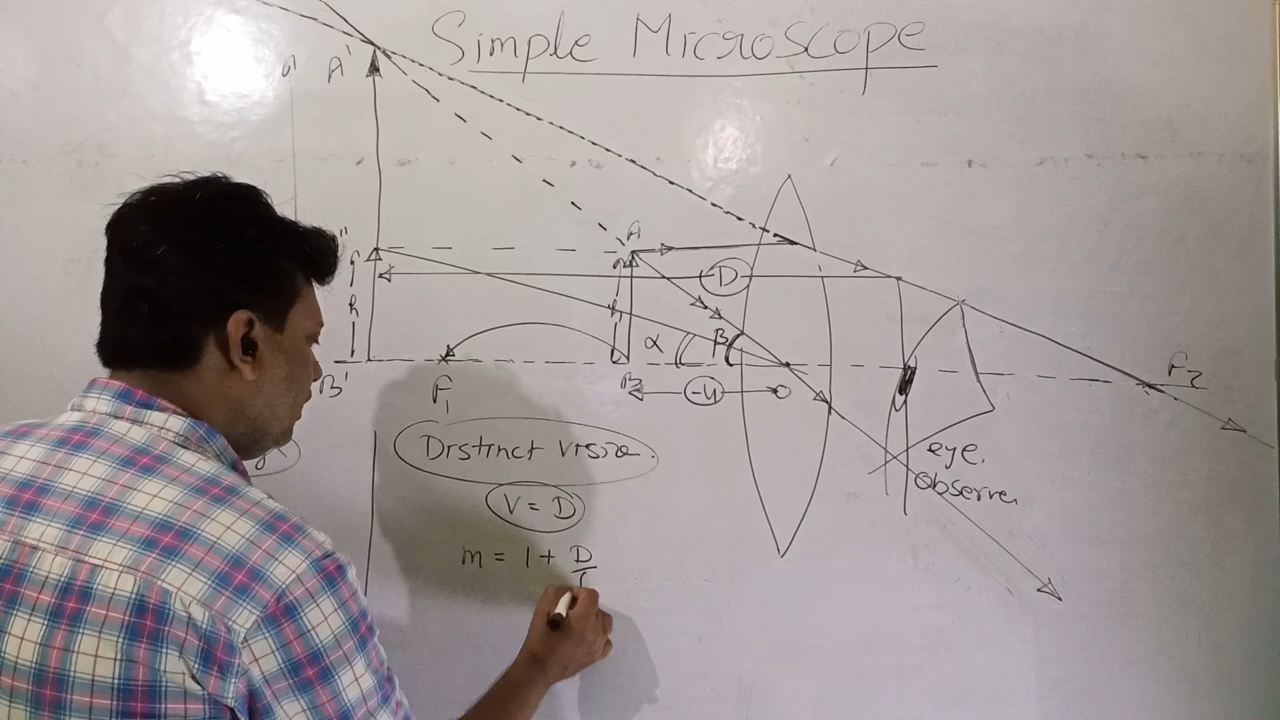 Simple Microscope
A'
A
A"
h
h
D
α
β
B'
F₁
B
-u
F₂
Distinct vision.
V = D
m = 1 + D/
eye.
Observer